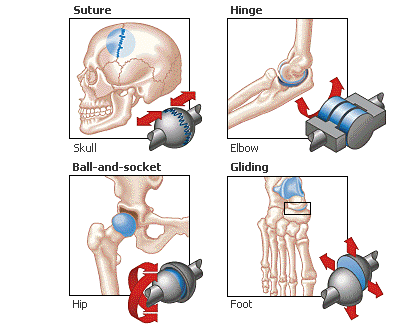 Suture
Hinge
Skull
Elbow
Ball-and-socket
Gliding
Hip
Foot